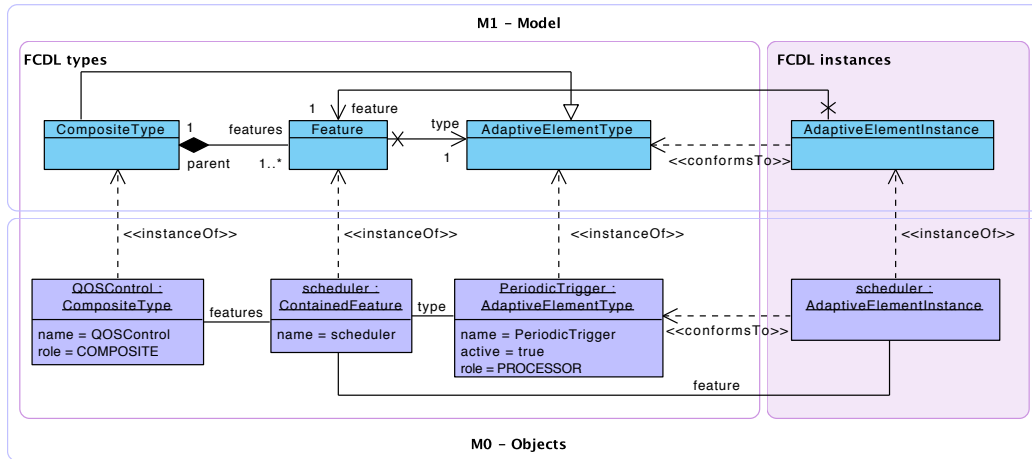 M1 – Model
FCDL types
FCDL instances
1
feature
CompositeType
1
features
Feature
type
AdaptiveElementType
AdaptiveElementInstance
parent
1..*
1
<<conformsTo>>
<<instanceOf>>
<<instanceOf>>
<<instanceOf>>
<<instanceOf>>
QOSControl :
CompositeType
name = QOSControl
role = COMPOSITE
features
scheduler :
ContainedFeature
name = scheduler
type
PeriodicTrigger :
AdaptiveElementType
name = PeriodicTrigger
active = true
role = PROCESSOR
<<conformsTo>>
scheduler :
AdaptiveElementInstance
feature
M0 – Objects